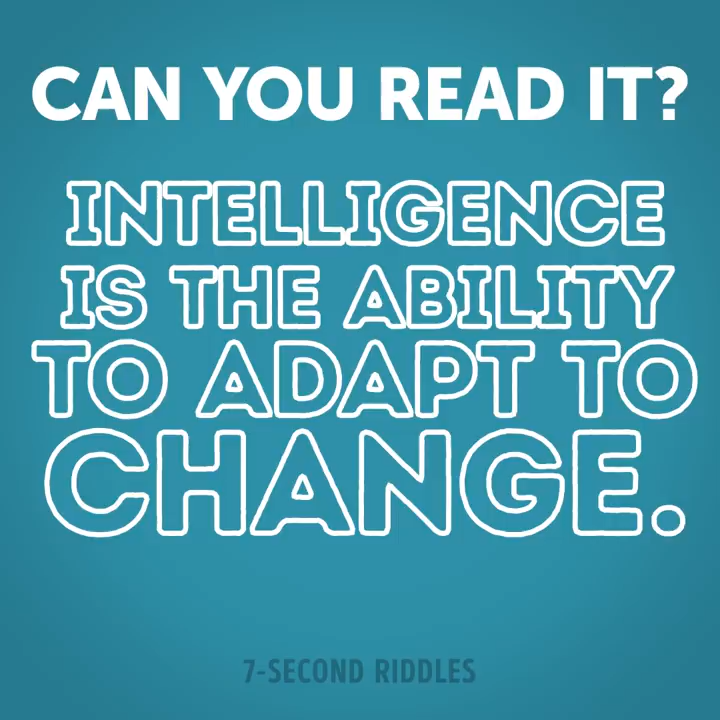 CAN YOU READ IT?
INTELLIGENCE
IS THE ABILITY
TO ADAPT TO
CHANGE.
7-SECOND RIDDLES